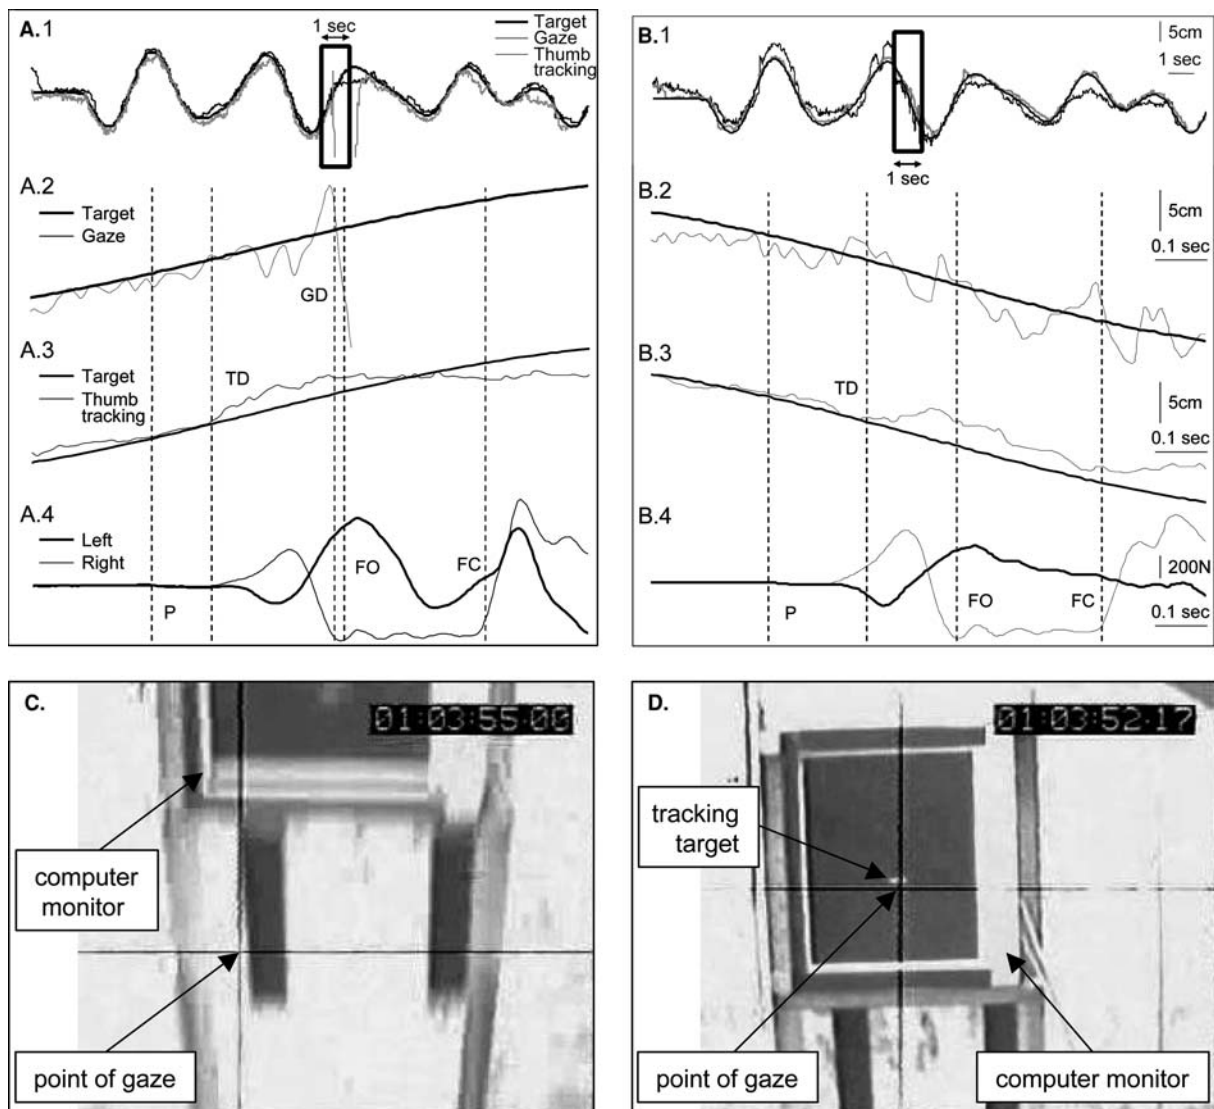 A.1
1 sec
Target
Gaze
Thumb
tracking
A.2
Target
Gaze
GD
A.3
Target
Thumb
tracking
TD
A.4
Left
Right
P
FO
FC
B.1
5cm
1 sec
1 sec
B.2
5cm
0.1 sec
B.3
TD
5cm
0.1 sec
B.4
200N
P
FO
FC
0.1 sec
C.
01:03:55:00
computer
monitor
point of gaze
D.
01:03:52:17
tracking
target
point of gaze
computer monitor